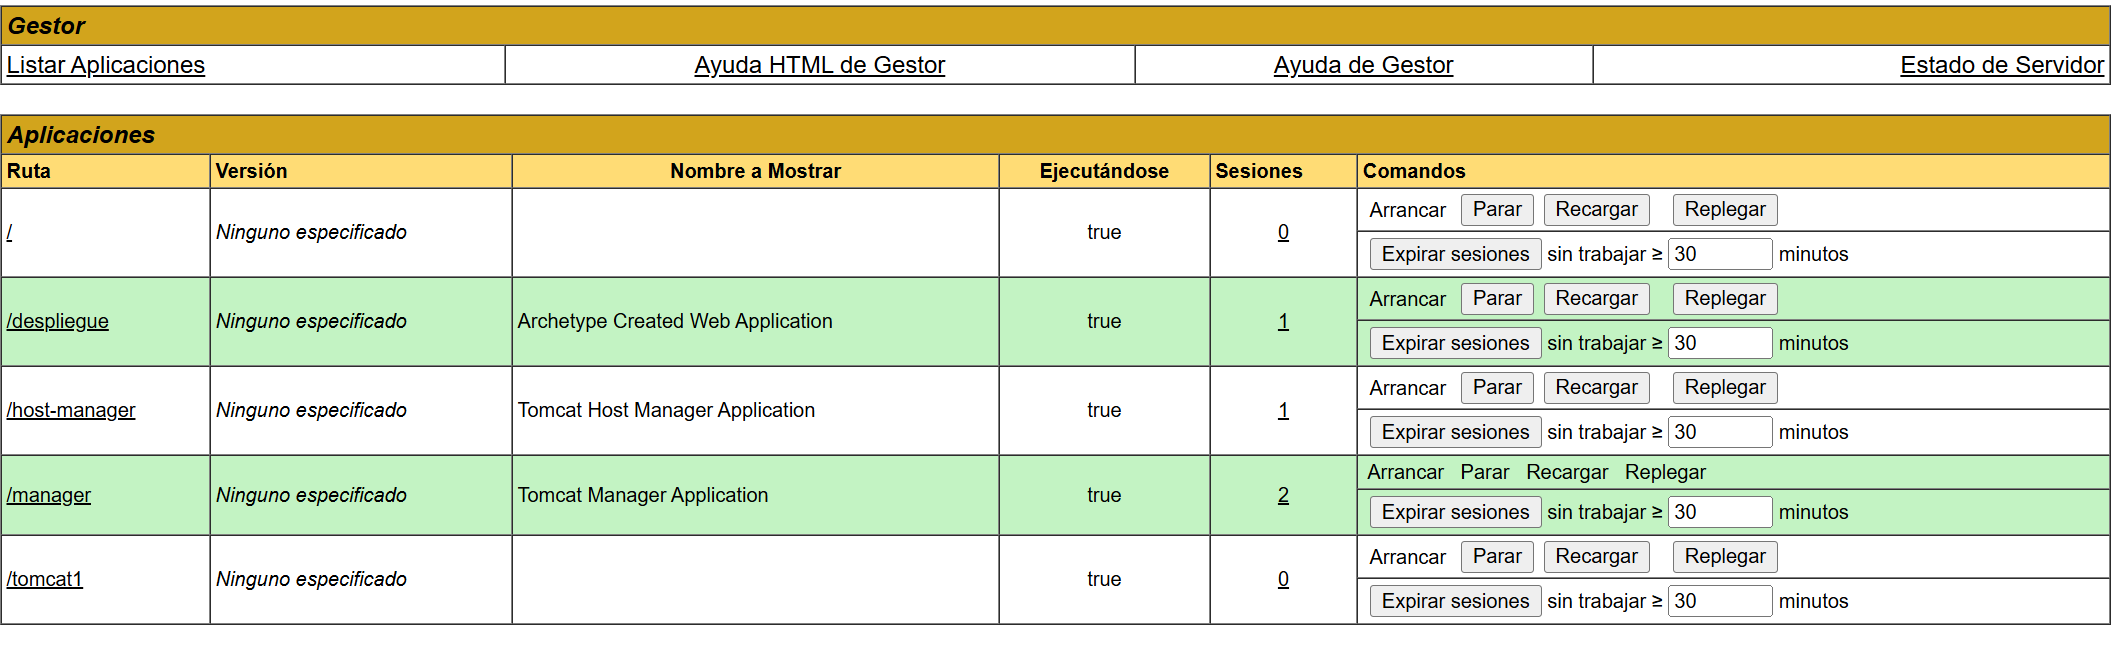 Gestor
Listar Aplicaciones Ayuda HTML de Gestor Ayuda de Gestor Estado de Servidor
Aplicaciones
Ruta Versión Nombre a Mostrar Ejecutándose Sesiones Comandos
/ Ninguno especificado true 0
Arrancar Parar Recargar Replegar
Expirar sesiones sin trabajar ≥ 30 minutos
/despliegue Ninguno especificado Archetype Created Web Application true 1
Arrancar Parar Recargar Replegar
Expirar sesiones sin trabajar ≥ 30 minutos
/host-manager Ninguno especificado Tomcat Host Manager Application true 1
Arrancar Parar Recargar Replegar
Expirar sesiones sin trabajar ≥ 30 minutos
/manager Ninguno especificado Tomcat Manager Application true 2
Arrancar Parar Recargar Replegar
Expirar sesiones sin trabajar ≥ 30 minutos
/tomcat1 Ninguno especificado true 0
Arrancar Parar Recargar Replegar
Expirar sesiones sin trabajar ≥ 30 minutos